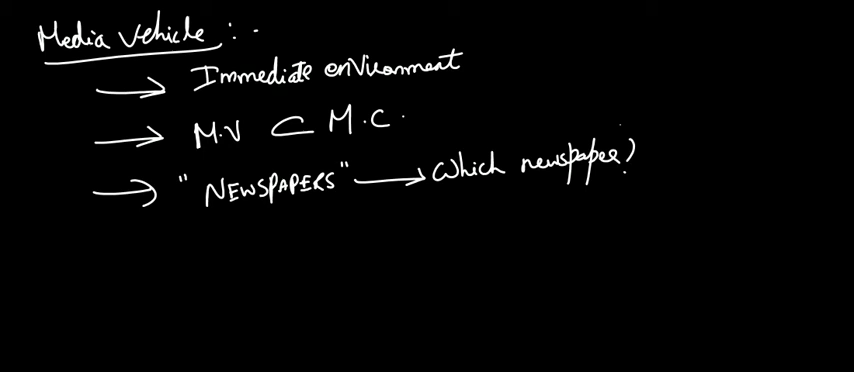 Media Vehicle :-
→ Immediate environment
→ M.V ⊂ M.C.
→ "NEWSPAPERS" → Which newspaper?